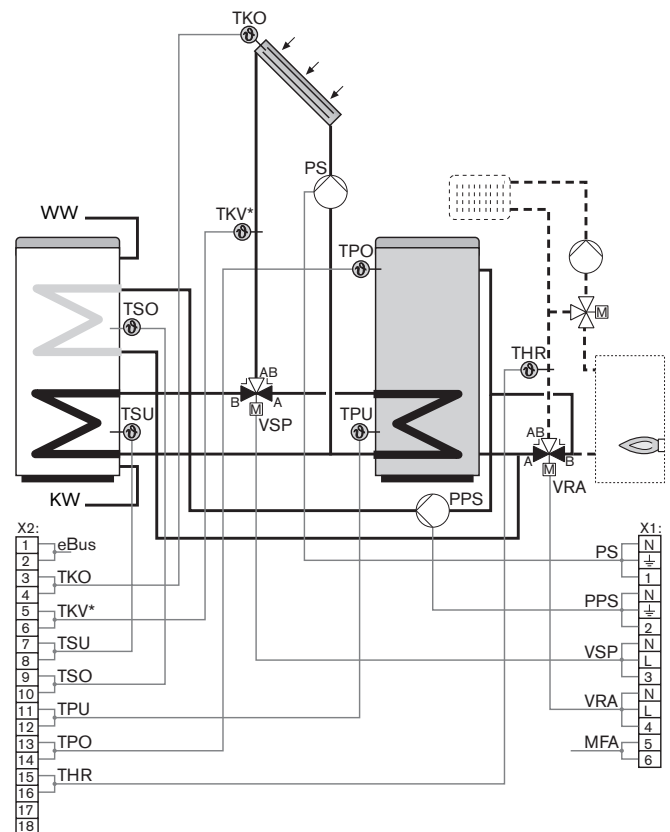 TKO
PS
WW
TKV*
TPO
TSO
M
THR
AB
B A
M
VSP
TSU
TPU
AB
A B
M
VRA
KW
PPS
X2:
1
2
eBus
3
4
TKO
5
6
TKV*
7
8
TSU
9
10
TSO
11
12
TPU
13
14
TPO
15
16
THR
17
18
X1:
PS
N
1
PPS
N
2
VSP
N
L
3
VRA
N
L
4
MFA
5
6